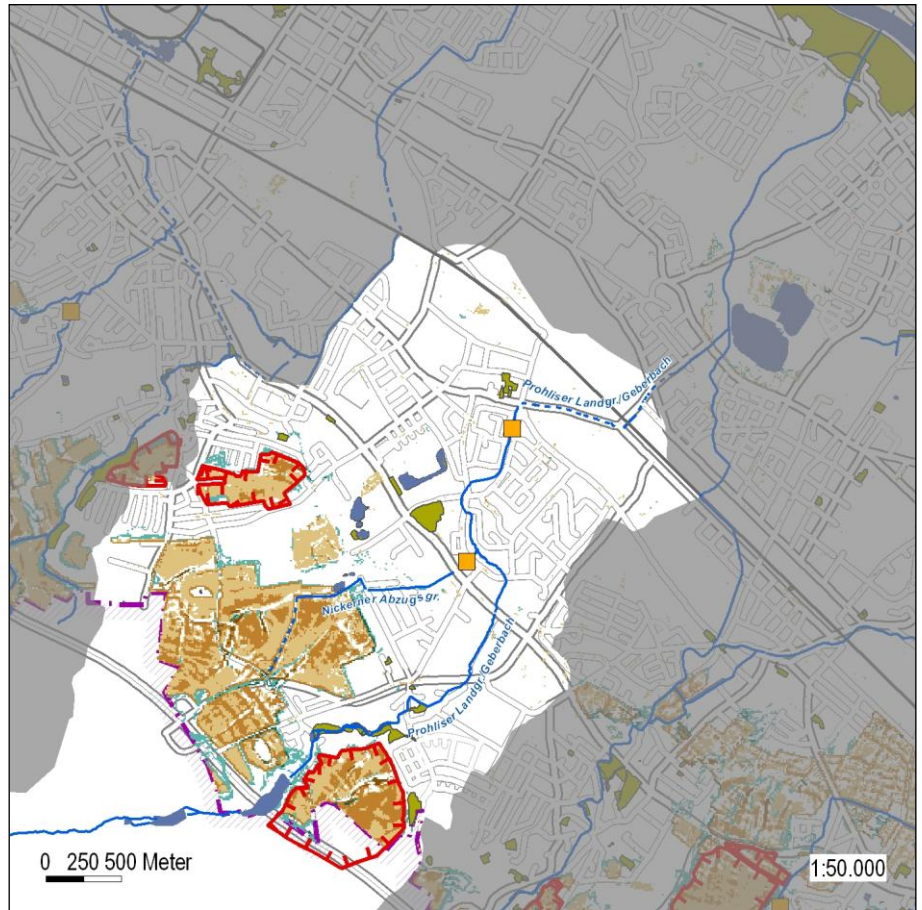 Prohliser Landgr./Geberbach
Nickerner Abzugsgr.
Prohliser Landgr./Geberbach
0 250 500 Meter
1:50.000